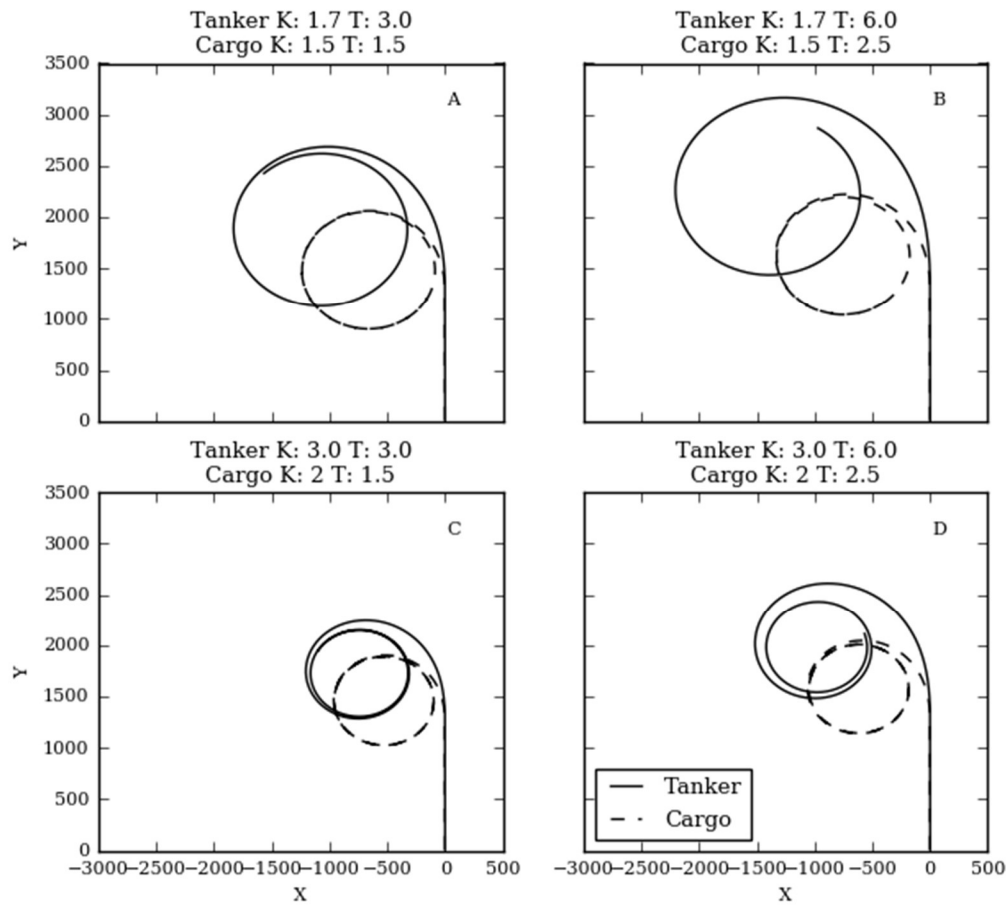 Tanker K: 1.7 T: 3.0
Cargo K: 1.5 T: 1.5
Tanker K: 1.7 T: 6.0
Cargo K: 1.5 T: 2.5
3500
3000
2500
2000
1500
1000
500
0
Y
A
B
Tanker K: 3.0 T: 3.0
Cargo K: 2 T: 1.5
Tanker K: 3.0 T: 6.0
Cargo K: 2 T: 2.5
3500
3000
2500
2000
1500
1000
500
0
Y
C
D
Tanker
Cargo
−3000−2500−2000−1500−1000−500 0 500
−3000−2500−2000−1500−1000−500 0 500
X
X